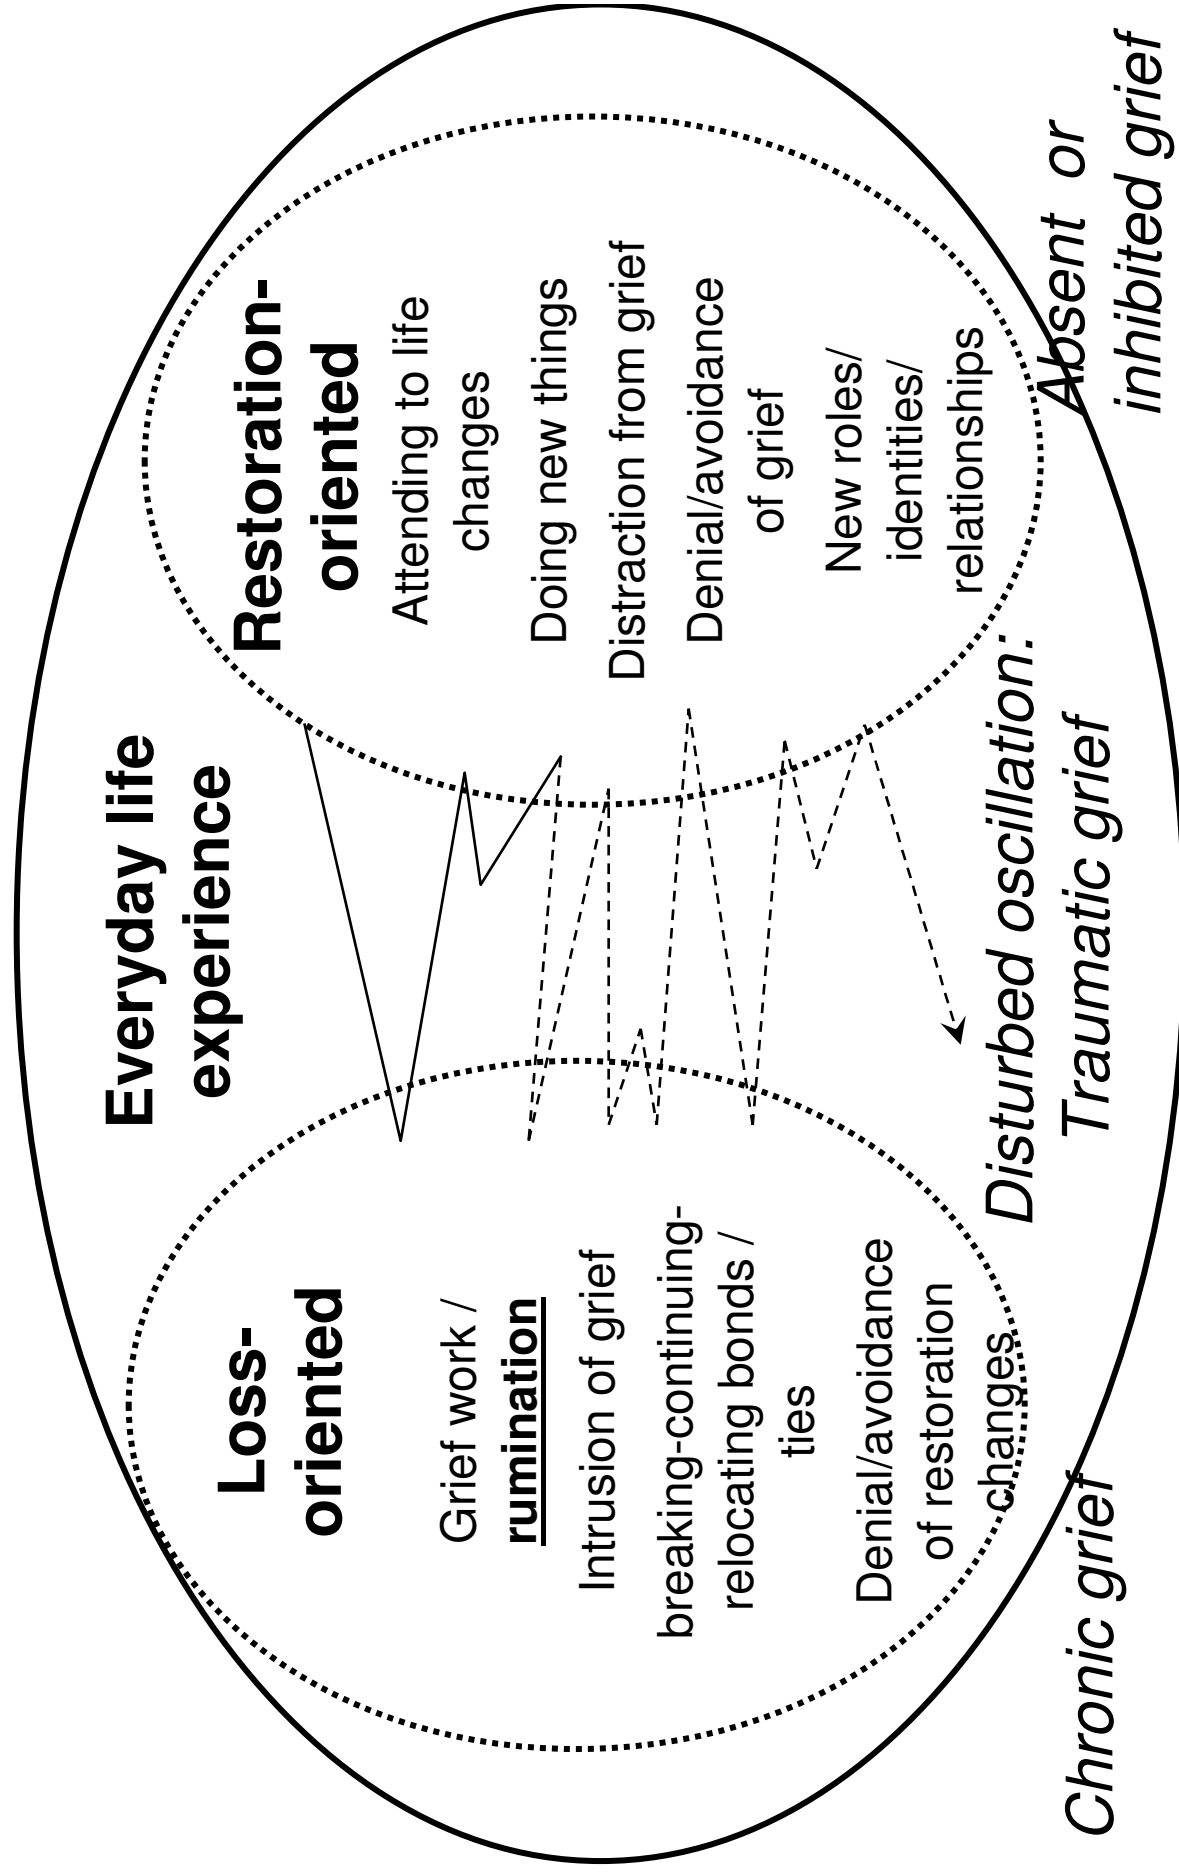 Everyday life
experience
Loss-
oriented
Grief work /
rumination
Intrusion of grief
breaking-continuing-
relocating bonds /
ties
Denial/avoidance
of restoration
changes
Restoration-
oriented
Attending to life
changes
Doing new things
Distraction from grief
Denial/avoidance
of grief
New roles/
identities/
relationships
Chronic grief
Disturbed oscillation:
Traumatic grief
Absent or
inhibited grief